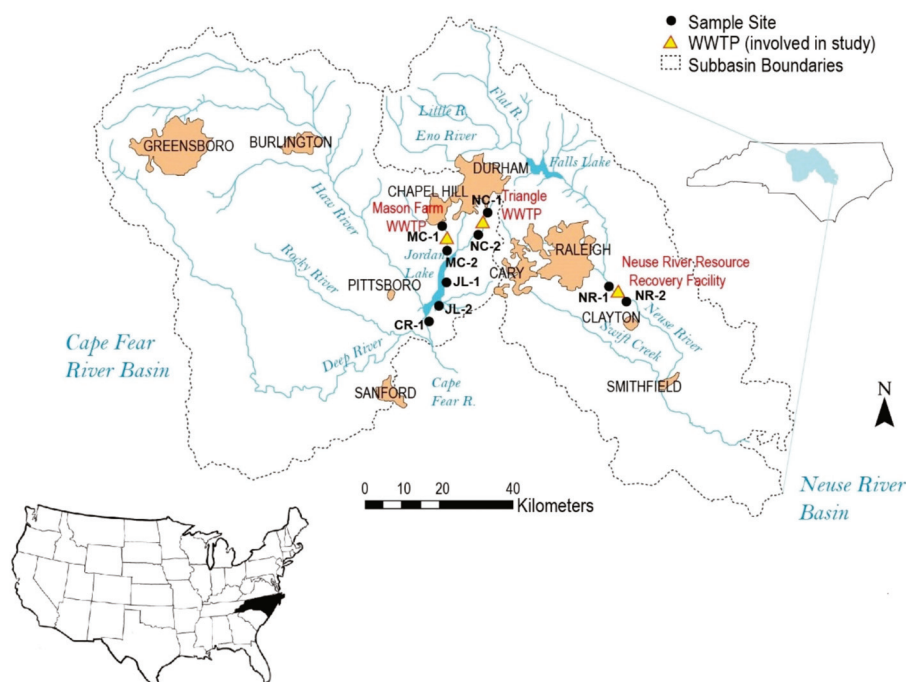 Sample Site
WWTP (involved in study)
Subbasin Boundaries
Little R.
Flat R.
Eno River
Falls Lake
GREENSBORO
BURLINGTON
DURHAM
CHAPEL HILL
Haw River
NC-1
Triangle
WWTP
Mason Farm
WWTP
MC-1
NC-2
MC-2
Jordan
Lake
RALEIGH
CARY
Rocky River
PITTSBORO
JL-1
JL-2
CR-1
Neuse River Resource
Recovery Facility
NR-1
NR-2
CLAYTON
Neuse River
Swift Creek
Cape Fear
River Basin
Deep River
SANFORD
Cape
Fear R.
SMITHFIELD
N
0
10
20
40
Kilometers
Neuse River
Basin